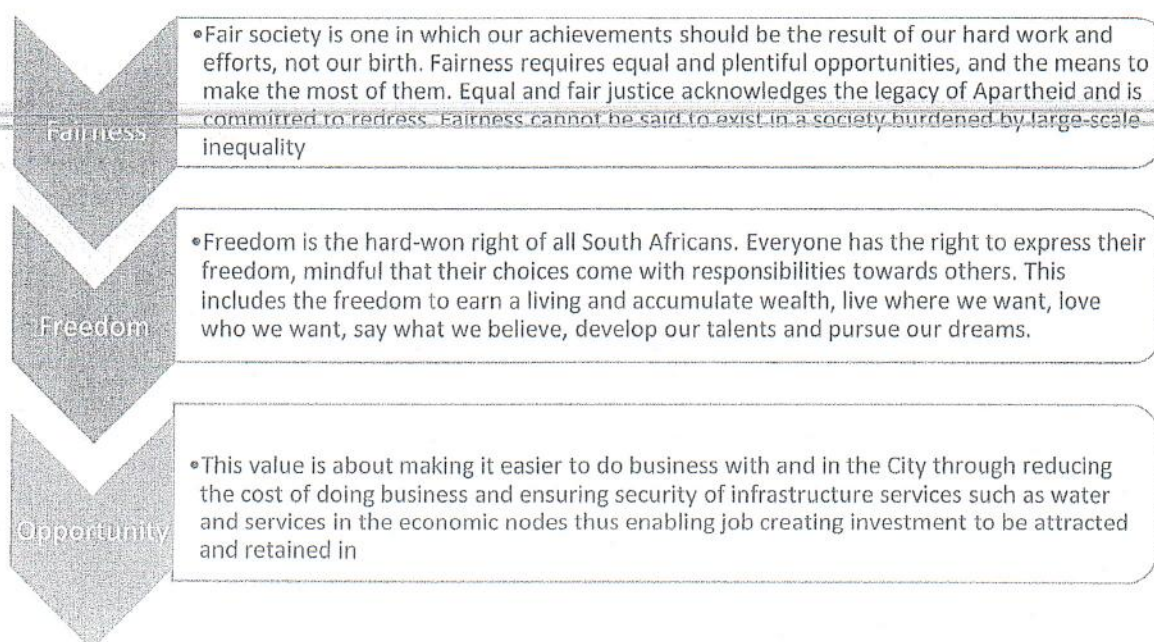 •Fair society is one in which our achievements should be the result of our hard work and
efforts, not our birth. Fairness requires equal and plentiful opportunities, and the means to
make the most of them. Equal and fair justice acknowledges the legacy of Apartheid and is
Fairness
committed to redress. Fairness cannot be said to exist in a society burdened by large-scale
inequality
•Freedom is the hard-won right of all South Africans. Everyone has the right to express their
freedom, mindful that their choices come with responsibilities towards others. This
includes the freedom to earn a living and accumulate wealth, live where we want, love
Freedom
who we want, say what we believe, develop our talents and pursue our dreams.
•This value is about making it easier to do business with and in the City through reducing
the cost of doing business and ensuring security of infrastructure services such as water
Opportunity
and services in the economic nodes thus enabling job creating investment to be attracted
and retained in